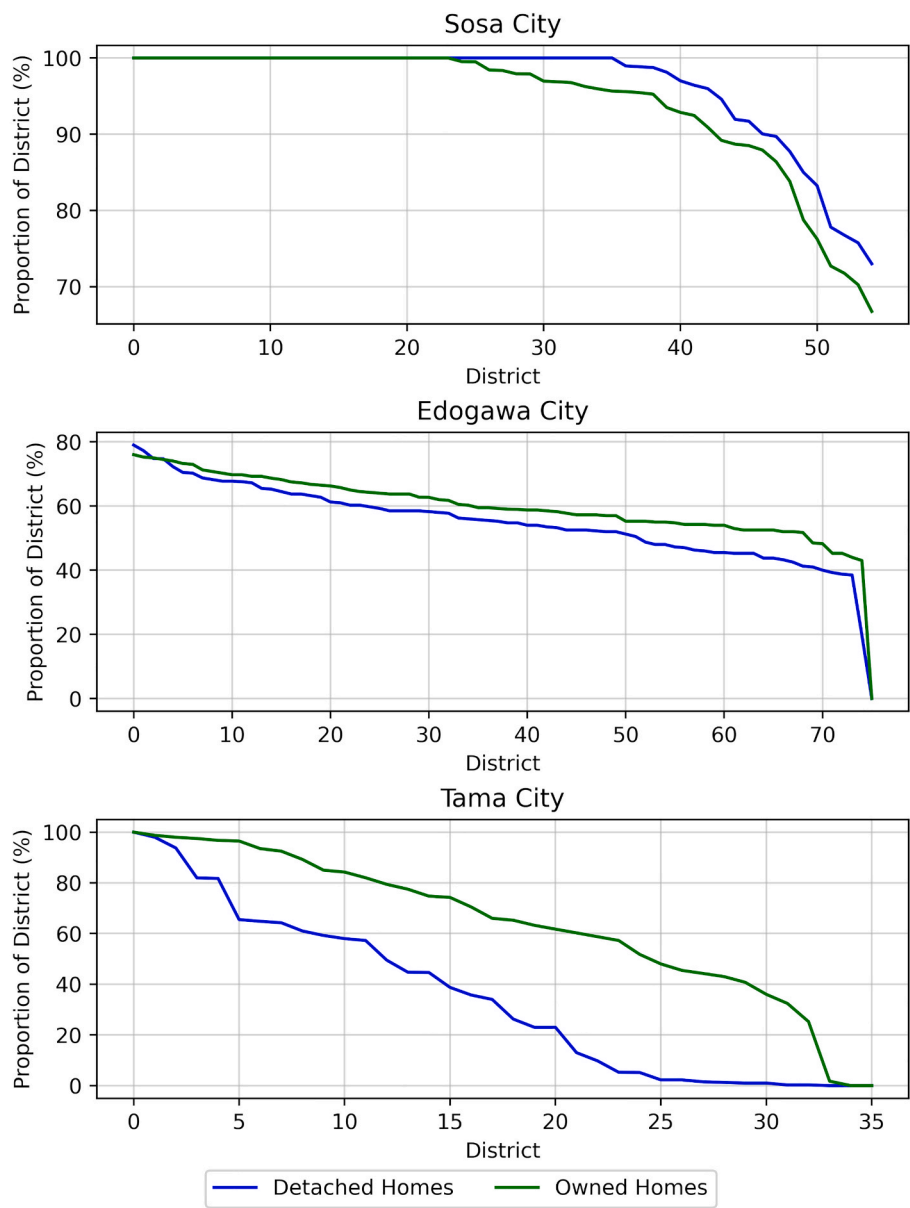 Sosa City
Proportion of District (%)
100
90
80
70
0 10 20 30 40 50
District
Edogawa City
Proportion of District (%)
80
60
40
20
0
0 10 20 30 40 50 60 70
District
Tama City
Proportion of District (%)
100
80
60
40
20
0
0 5 10 15 20 25 30 35
District
Detached Homes Owned Homes